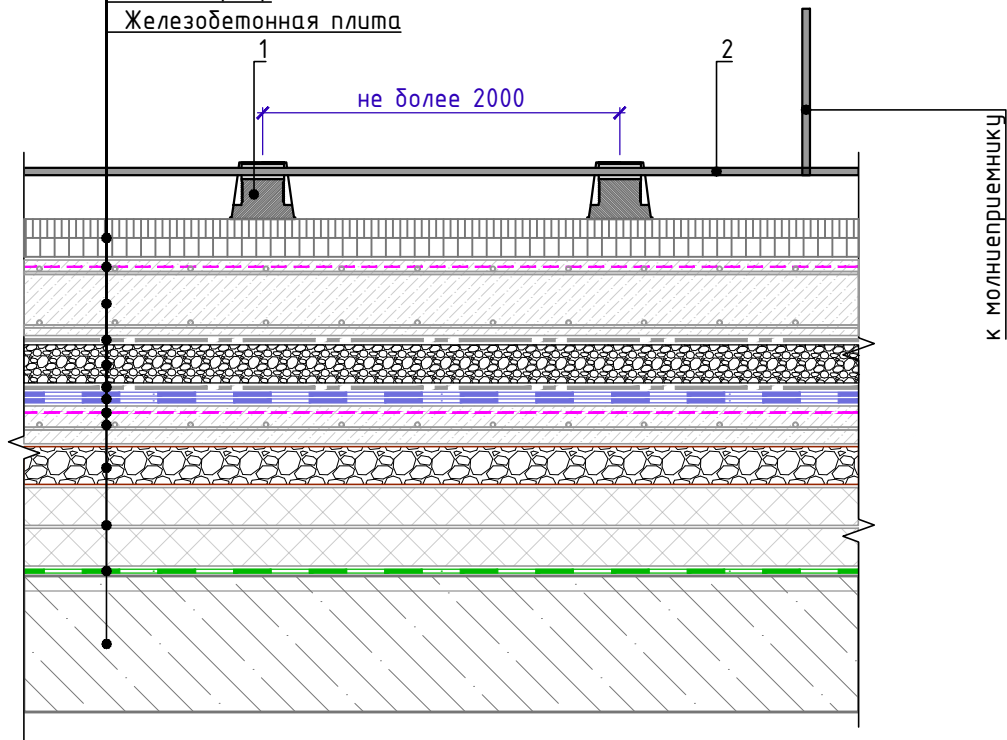 Железобетонная плита
1
2
не более 2000
к молниеприемнику